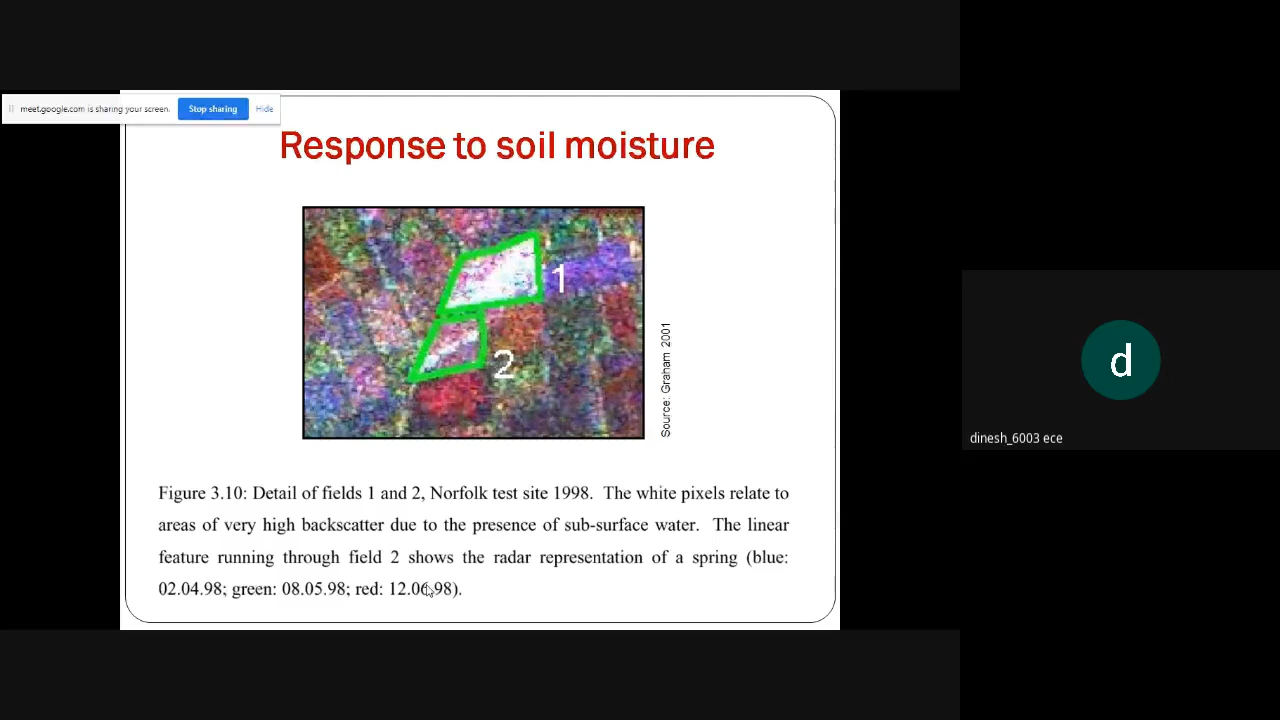 meet.google.com is sharing your screen.
Stop sharing
Hide
Response to soil moisture
1
2
Source: Graham 2001
Figure 3.10: Detail of fields 1 and 2, Norfolk test site 1998. The white pixels relate to
areas of very high backscatter due to the presence of sub-surface water. The linear
feature running through field 2 shows the radar representation of a spring (blue:
02.04.98; green: 08.05.98; red: 12.06.98).
d
dinesh_6003 ece